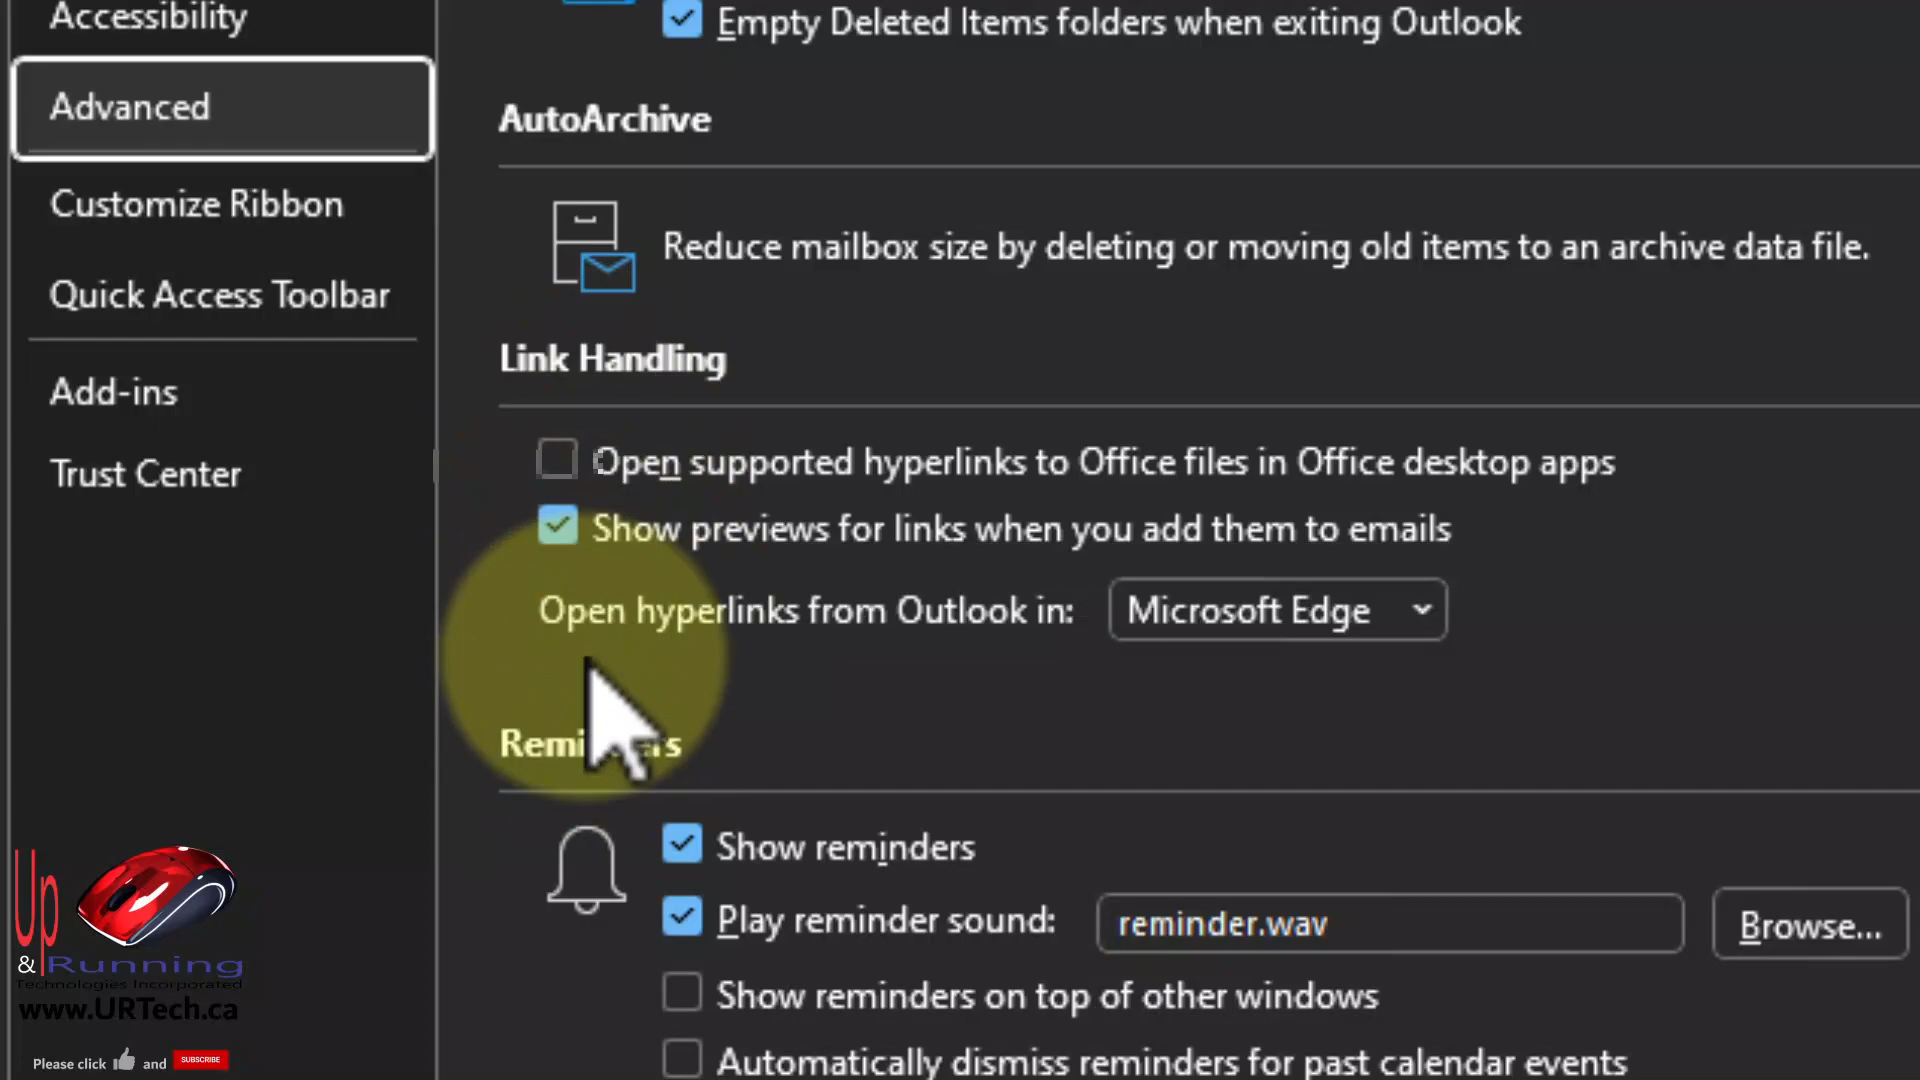 Accessibility
Advanced
Customize Ribbon
Quick Access Toolbar
Add-ins
Trust Center
Empty Deleted Items folders when exiting Outlook
AutoArchive
Reduce mailbox size by deleting or moving old items to an archive data file.
Link Handling
Open supported hyperlinks to Office files in Office desktop apps
Show previews for links when you add them to emails
Open hyperlinks from Outlook in: Microsoft Edge
Reminders
Show reminders
Play reminder sound: reminder.wav Browse...
Show reminders on top of other windows
Automatically dismiss reminders for past calendar events
Up
& Running
Technologies Incorporated
www.URTech.ca
Please click and SUBSCRIBE